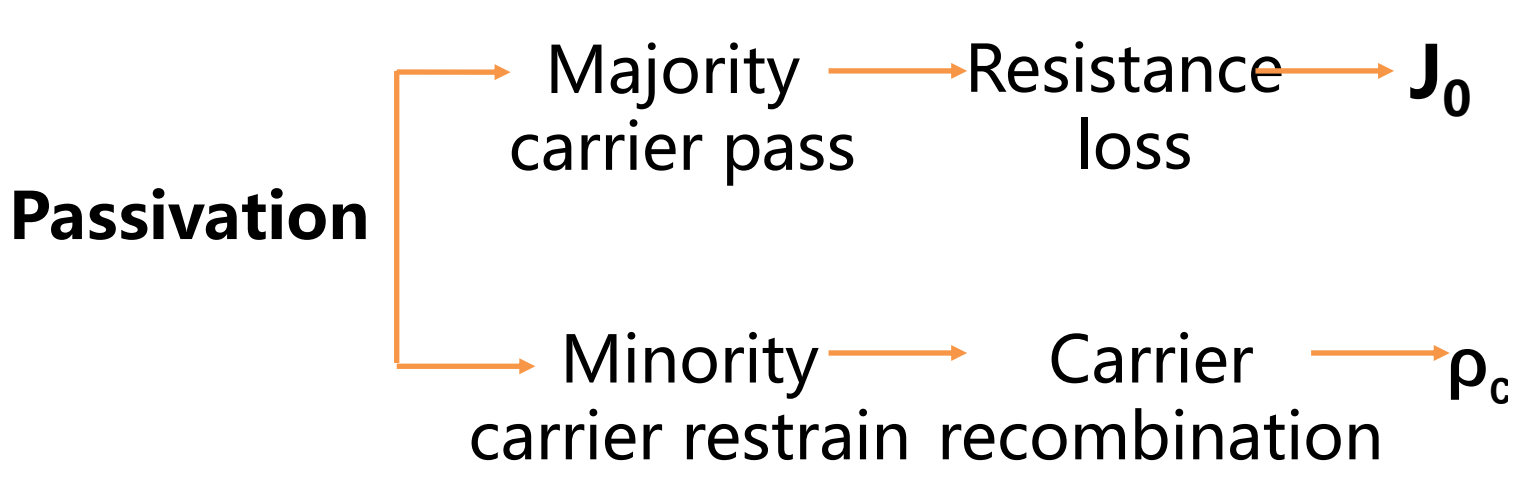 Passivation
Majority
carrier pass
Resistance
loss
J₀
Minority
carrier restrain
Carrier
recombination
ρc